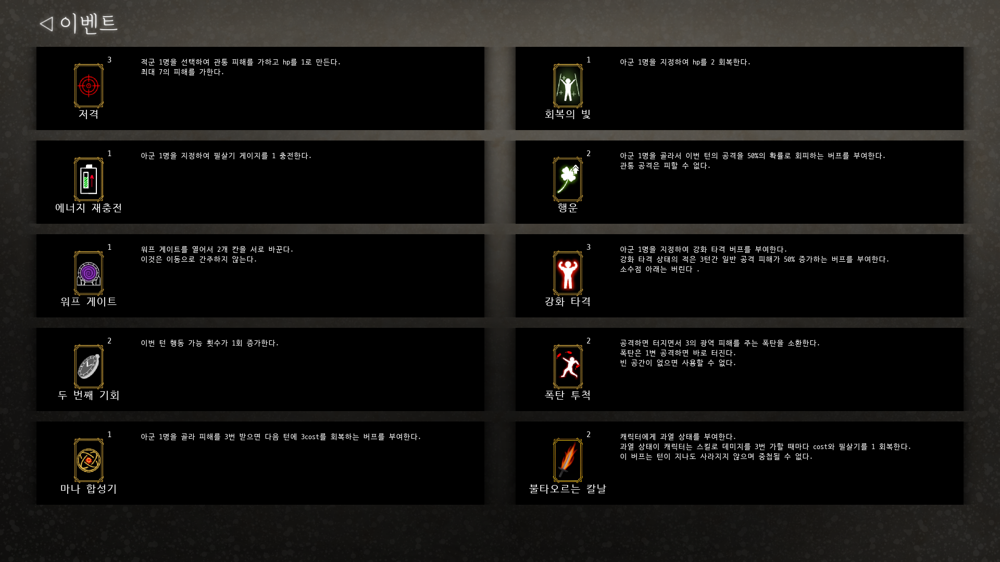 이벤트
3
적군 1명을 선택하여 관통 피해를 가하고 hp를 1로 만든다.
최대 7의 피해를 가한다.
저격
1
아군 1명을 지정하여 hp를 2 회복한다.
회복의 빛
1
아군 1명을 지정하여 필살기 게이지를 1 충전한다.
에너지 재충전
2
아군 1명을 골라서 이번 턴의 공격을 50%의 확률로 회피하는 버프를 부여한다.
관통 공격은 피할 수 없다.
행운
1
워프 게이트를 열어서 2개 칸을 서로 바꾼다.
이것은 이동으로 간주하지 않는다.
워프 게이트
3
아군 1명을 지정하여 강화 타격 버프를 부여한다.
강화 타격 상태의 적은 3턴간 일반 공격 피해가 50% 증가하는 버프를 부여한다.
소수점 아래는 버린다 .
강화 타격
2
이번 턴 행동 가능 횟수가 1회 증가한다.
두 번째 기회
2
공격하면 터지면서 3의 광역 피해를 주는 폭탄을 소환한다.
폭탄은 1변 공격하면 바로 터진다.
빈 공간이 없으면 사용할 수 없다.
폭탄 투척
1
아군 1명을 골라 피해를 3번 받으면 다음 턴에 3cost를 회복하는 버프를 부여한다.
마나 합성기
2
캐릭터에게 과열 상태를 부여한다.
과열 상태이 캐릭터는 스킬로 데미지를 3번 가할 때마다 cost와 필살기를 1 회복한다.
이 버프는 턴이 지나도 사라지지 않으며 중첩될 수 없다.
불타오르는 칼날